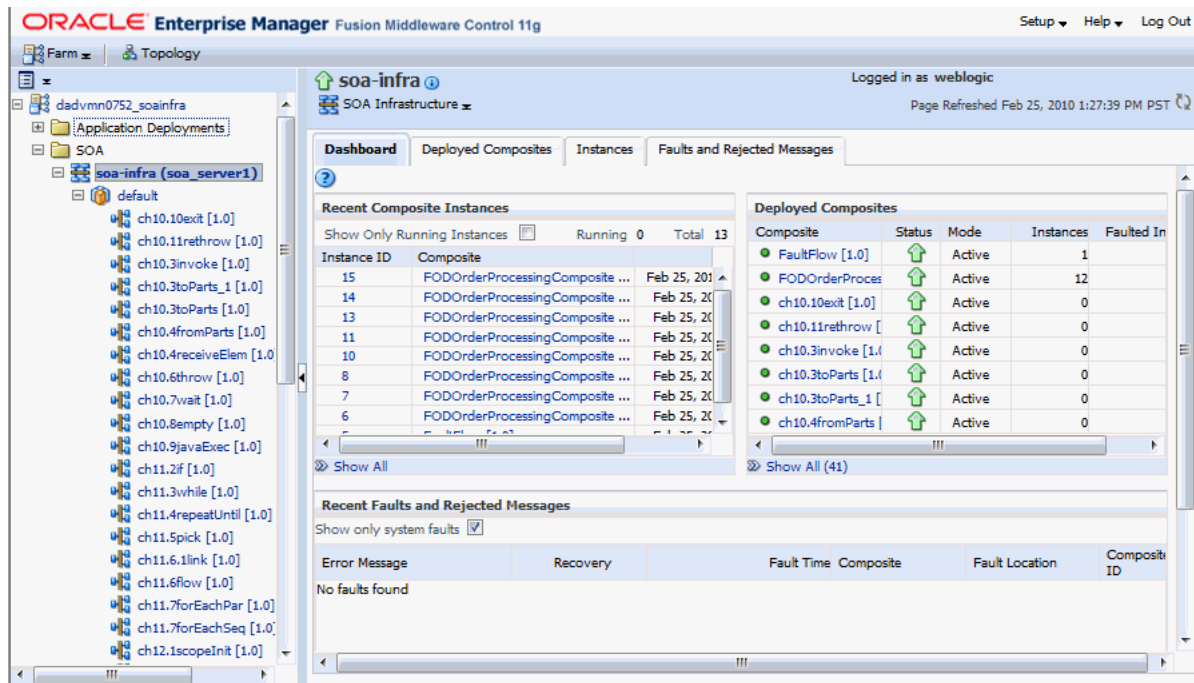 ORACLE Enterprise Manager Fusion Middleware Control 11g
Setup Help Log Out
Farm Topology
dadvmn0752_soainfra
Application Deployments
SOA
soa-infra (soa_server1)
default
ch10.10exit [1.0]
ch10.11rethrow [1.0]
ch10.3invoke [1.0]
ch10.3toParts_1 [1.0]
ch10.3toParts [1.0]
ch10.4fromParts [1.0]
ch10.4receiveElem [1.0
ch10.6throw [1.0]
ch10.7wait [1.0]
ch10.8empty [1.0]
ch10.9javaExec [1.0]
ch11.2if [1.0]
ch11.3while [1.0]
ch11.4repeatUntil [1.0]
ch11.5pick [1.0]
ch11.6.1link [1.0]
ch11.6flow [1.0]
ch11.7forEachPar [1.0]
ch11.7forEachSeq [1.0]
ch12.1scopeInit [1.0]
soa-infra
Logged in as weblogic
SOA Infrastructure
Page Refreshed Feb 25, 2010 1:27:39 PM PST
Dashboard Deployed Composites Instances Faults and Rejected Messages
Recent Composite Instances
Show Only Running Instances Running 0 Total 13
Instance ID Composite
15 FODOrderProcessingComposite ... Feb 25, 201
14 FODOrderProcessingComposite ... Feb 25, 20
13 FODOrderProcessingComposite ... Feb 25, 20
11 FODOrderProcessingComposite ... Feb 25, 20
10 FODOrderProcessingComposite ... Feb 25, 20
8 FODOrderProcessingComposite ... Feb 25, 20
7 FODOrderProcessingComposite ... Feb 25, 20
6 FODOrderProcessingComposite ... Feb 25, 20
Show All
Deployed Composites
Composite Status Mode Instances Faulted In
FaultFlow [1.0] Active 1
FODOrderProces Active 12
ch10.10exit [1.0] Active 0
ch10.11rethrow [ Active 0
ch10.3invoke [1.( Active 0
ch10.3toParts [1.( Active 0
ch10.3toParts_1 [ Active 0
ch10.4fromParts [ Active 0
Show All (41)
Recent Faults and Rejected Messages
Show only system faults
Error Message Recovery Fault Time Composite Fault Location Composite ID
No faults found